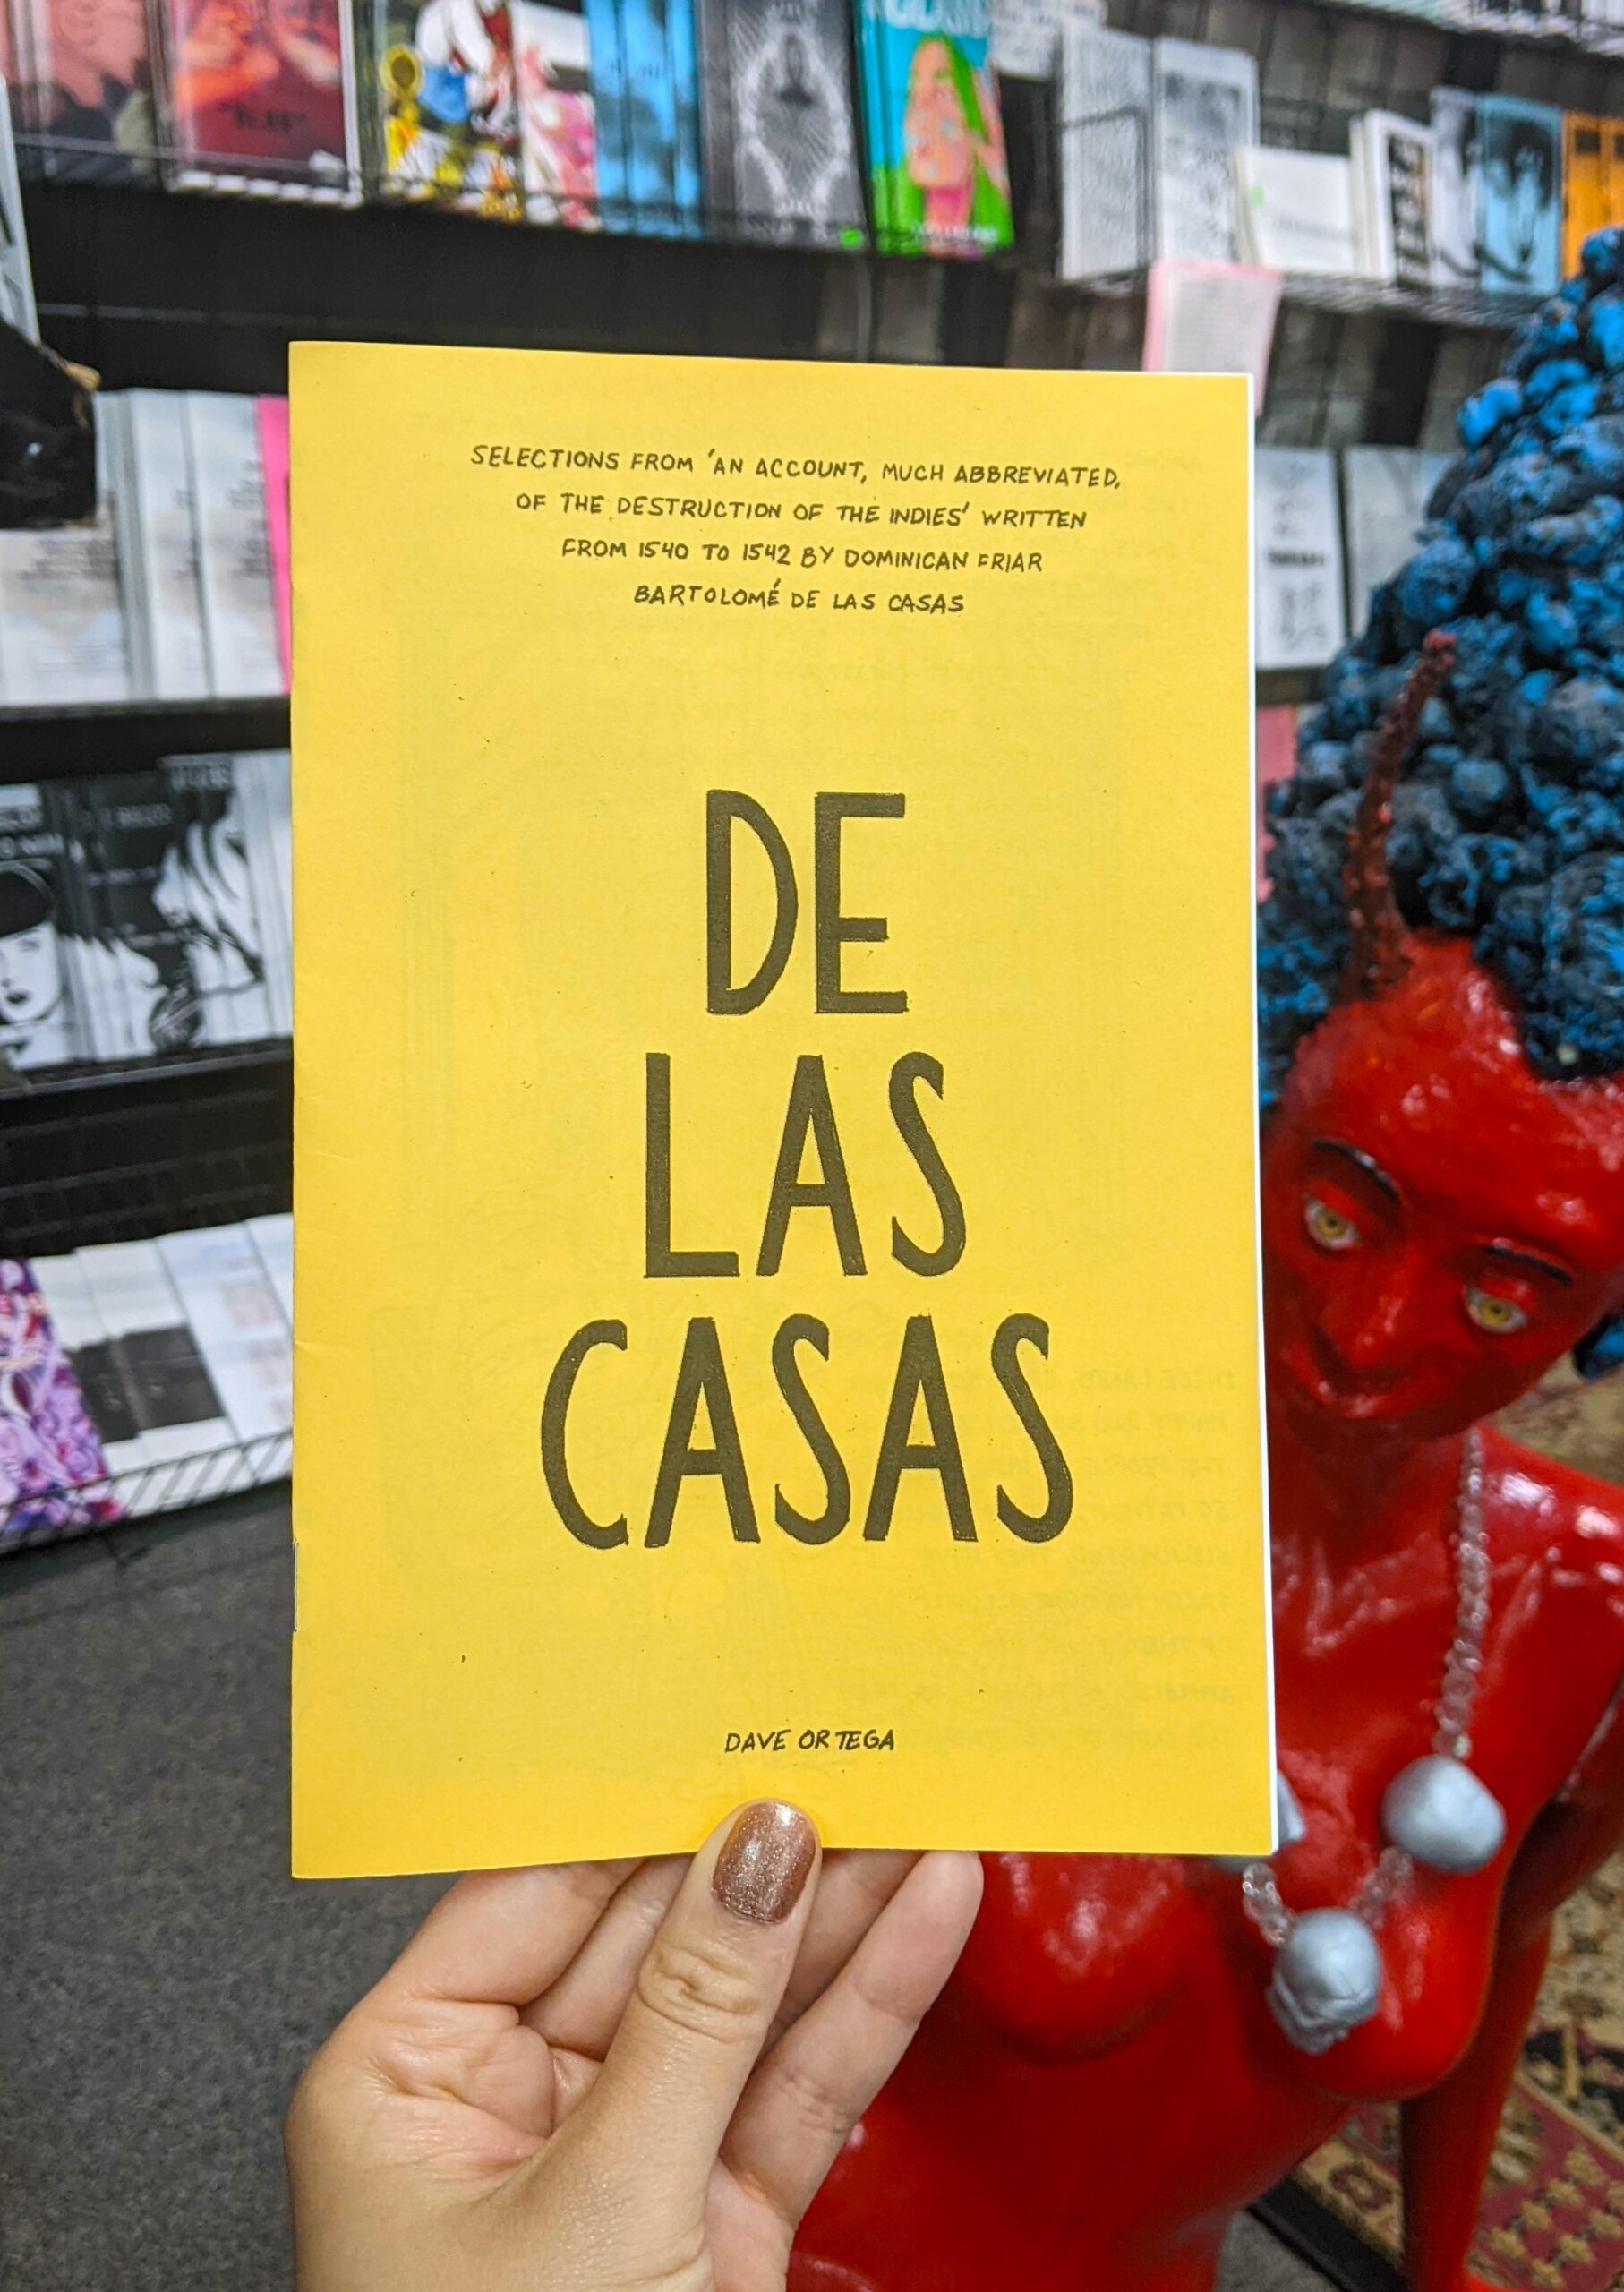 SELECTIONS FROM 'AN ACCOUNT, MUCH ABBREVIATED,
OF THE DESTRUCTION OF THE INDIES' WRITTEN
FROM 1540 TO 1542 BY DOMINICAN FRIAR
BARTOLOMÉ DE LAS CASAS
DE
LAS
CASAS
DAVE ORTEGA